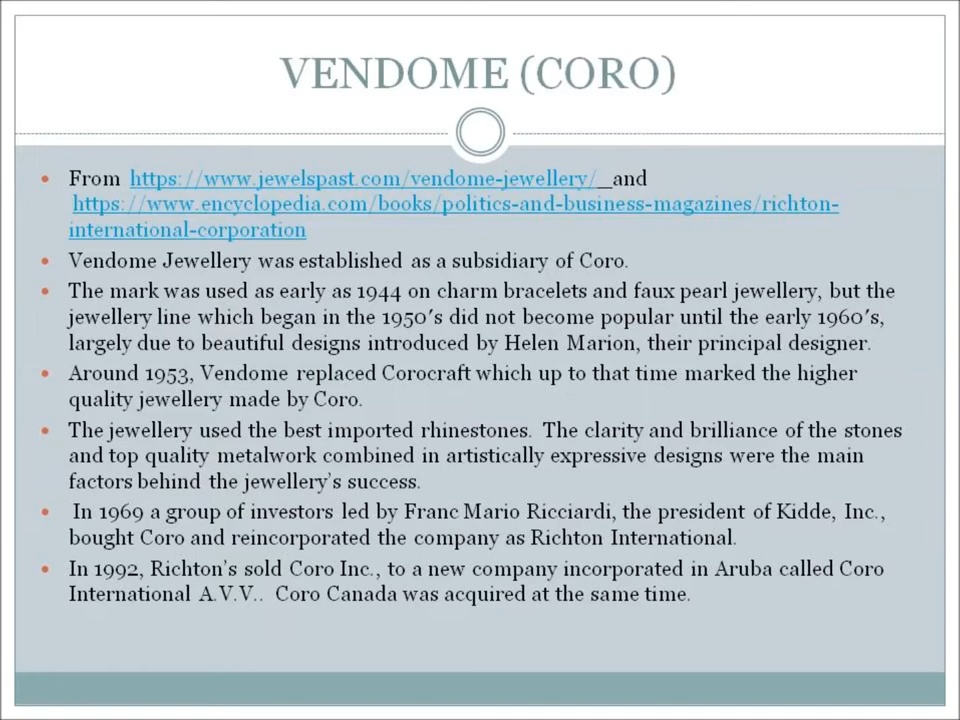 VENDOME (CORO)
• From https://www.jewelspast.com/vendome-jewellery/ and
https://www.encyclopedia.com/books/politics-and-business-magazines/richton-
international-corporation
• Vendome Jewellery was established as a subsidiary of Coro.
• The mark was used as early as 1944 on charm bracelets and faux pearl jewellery, but the
jewellery line which began in the 1950′s did not become popular until the early 1960′s,
largely due to beautiful designs introduced by Helen Marion, their principal designer.
• Around 1953, Vendome replaced Corocraft which up to that time marked the higher
quality jewellery made by Coro.
• The jewellery used the best imported rhinestones. The clarity and brilliance of the stones
and top quality metalwork combined in artistically expressive designs were the main
factors behind the jewellery's success.
• In 1969 a group of investors led by Franc Mario Ricciardi, the president of Kidde, Inc.,
bought Coro and reincorporated the company as Richton International.
• In 1992, Richton's sold Coro Inc., to a new company incorporated in Aruba called Coro
International A.V.V.. Coro Canada was acquired at the same time.